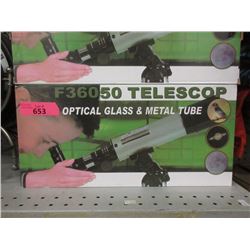 F36050 TELESCOP
OPTICAL GLASS & METAL TUBE
653